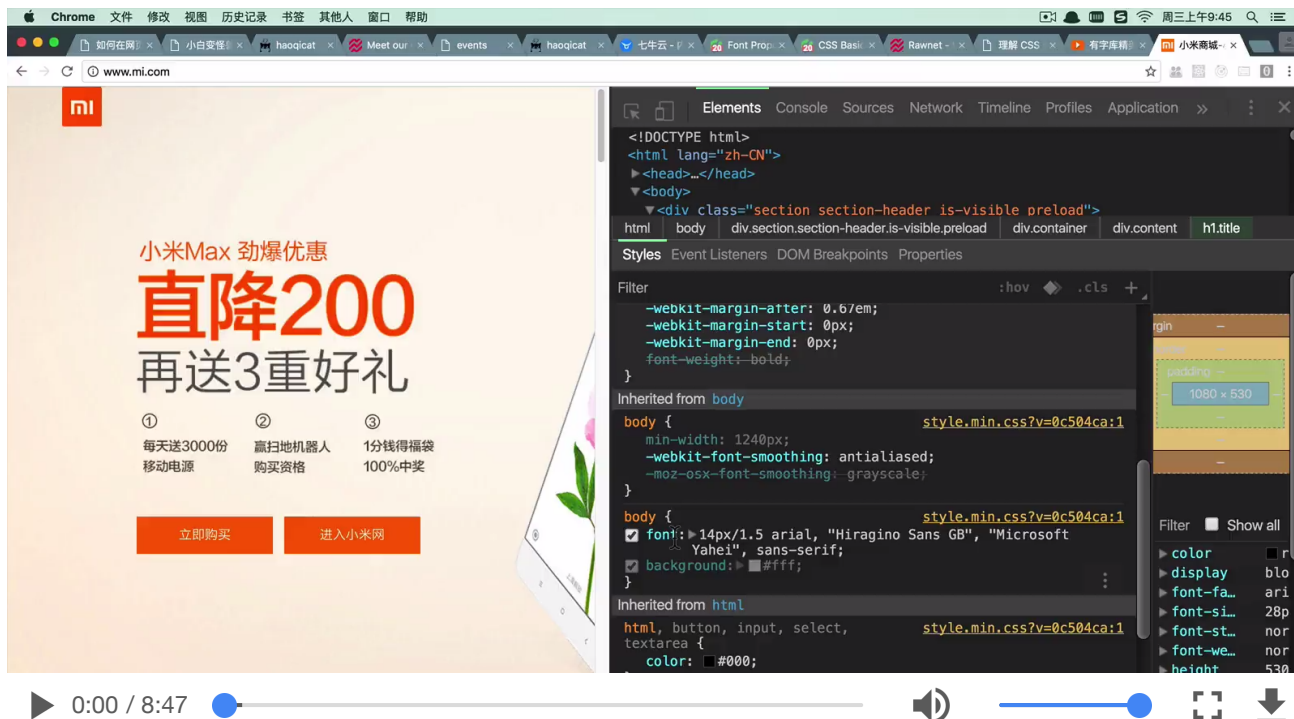 Chrome 文件 修改 视图 历史记录 书签 其他人 窗口 帮助 周三上午9:45
如何在网 小白变怪 haoqicat Meet our events haoqicat 七牛云 - Font Prop CSS Basic Rawnet - 理解 CSS 有字库精 小米商城-
www.mi.com
mi
小米Max 劲爆优惠
直降200
再送3重好礼
① ② ③
每天送3000份 赢扫地机器人 1分钱得福袋
移动电源 购买资格 100%中奖
立即购买 进入小米网
Elements Console Sources Network Timeline Profiles Application »
<!DOCTYPE html>
<html lang="zh-CN">
▶<head>…</head>
▼<body>
▼<div class="section section-header is-visible preload">
html body div.section.section-header.is-visible.preload div.container div.content h1.title
Styles Event Listeners DOM Breakpoints Properties
Filter :hov .cls +
-webkit-margin-after: 0.67em;
-webkit-margin-start: 0px;
-webkit-margin-end: 0px;
font-weight: bold;
}
Inherited from body
body { style.min.css?v=0c504ca:1
min-width: 1240px;
-webkit-font-smoothing: antialiased;
-moz-osx-font-smoothing: grayscale;
}
body { style.min.css?v=0c504ca:1
font:▶14px/1.5 arial, "Hiragino Sans GB", "Microsoft
Yahei", sans-serif;
background:▶#fff;
}
Inherited from html
html, button, input, select, style.min.css?v=0c504ca:1
textarea {
color: #000;
rgin –
padding –
1080 × 530
Filter Show all
▶color r
▶display blo
▶font-fa… ari
▶font-si… 28p
▶font-st… nor
▶font-we… nor
▶height 530
0:00 / 8:47